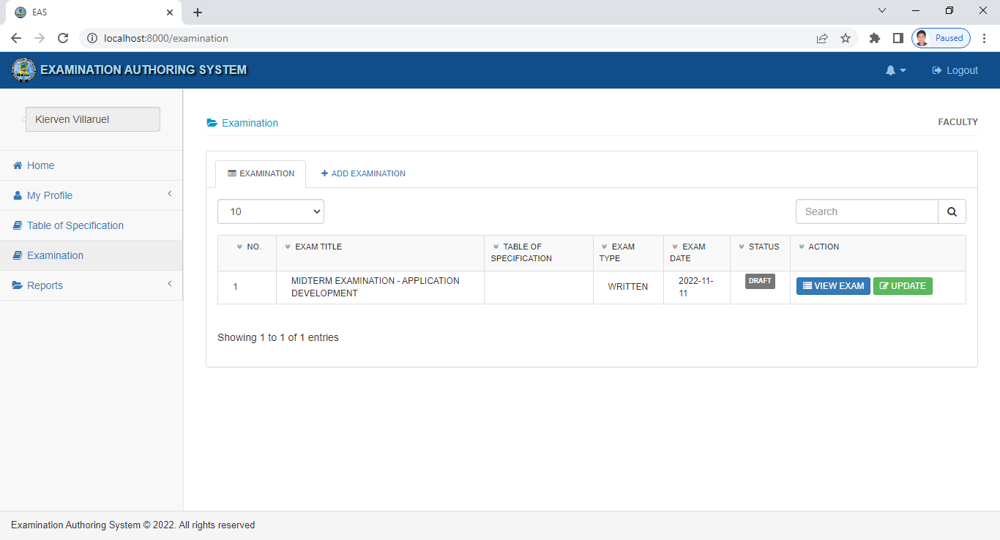 EAS
localhost:8000/examination
Paused
EXAMINATION AUTHORING SYSTEM
Logout
Kierven Villaruel
Home
My Profile
Table of Specification
Examination
Reports
Examination
FACULTY
EXAMINATION
ADD EXAMINATION
10
Search
NO.
EXAM TITLE
TABLE OF
SPECIFICATION
EXAM
TYPE
EXAM
DATE
STATUS
ACTION
1
MIDTERM EXAMINATION - APPLICATION
DEVELOPMENT
WRITTEN
2022-11-
11
DRAFT
VIEW EXAM
UPDATE
Showing 1 to 1 of 1 entries
Examination Authoring System © 2022. All rights reserved